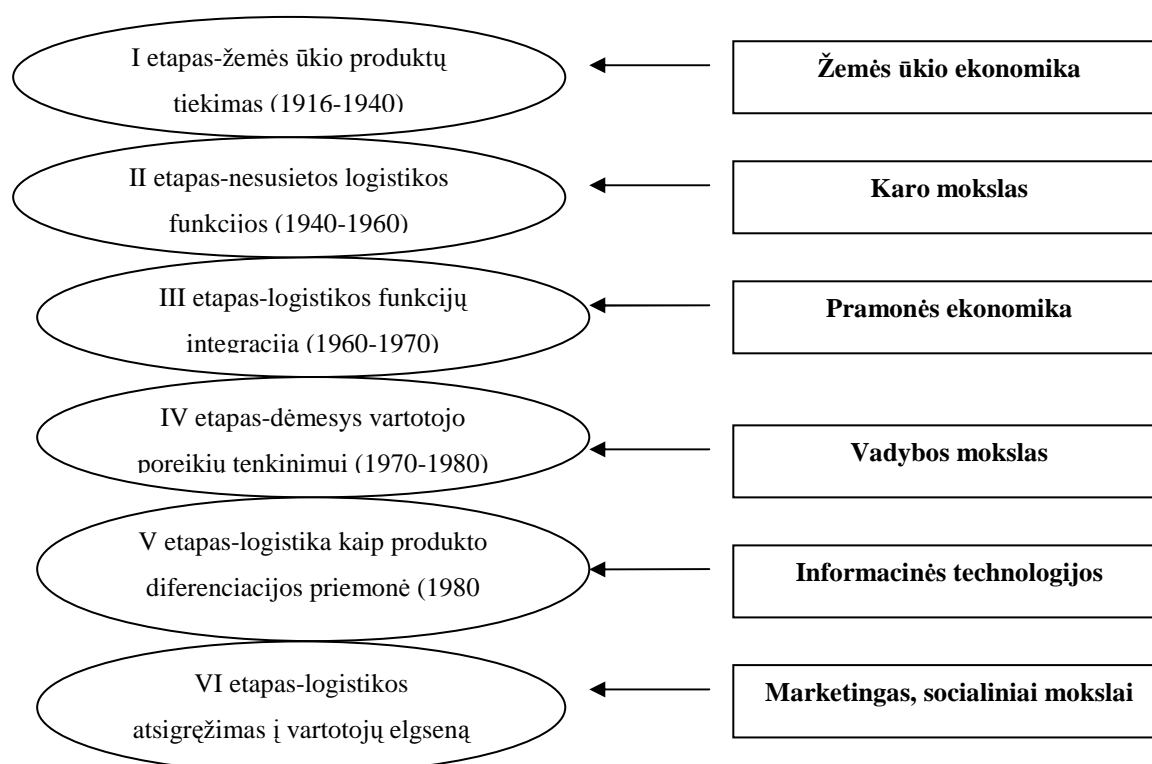 I etapas-žemės ūkio produktų
tiekimas (1916-1940)
Žemės ūkio ekonomika
II etapas-nesusietos logistikos
funkcijos (1940-1960)
Karo mokslas
III etapas-logistikos funkcijų
integracija (1960-1970)
Pramonės ekonomika
IV etapas-dėmesys vartotojo
poreikių tenkinimui (1970-1980)
Vadybos mokslas
V etapas-logistika kaip produkto
diferenciacijos priemonė (1980
Informacinės technologijos
VI etapas-logistikos
atsigręžimas į vartotojų elgseną
Marketingas, socialiniai mokslai